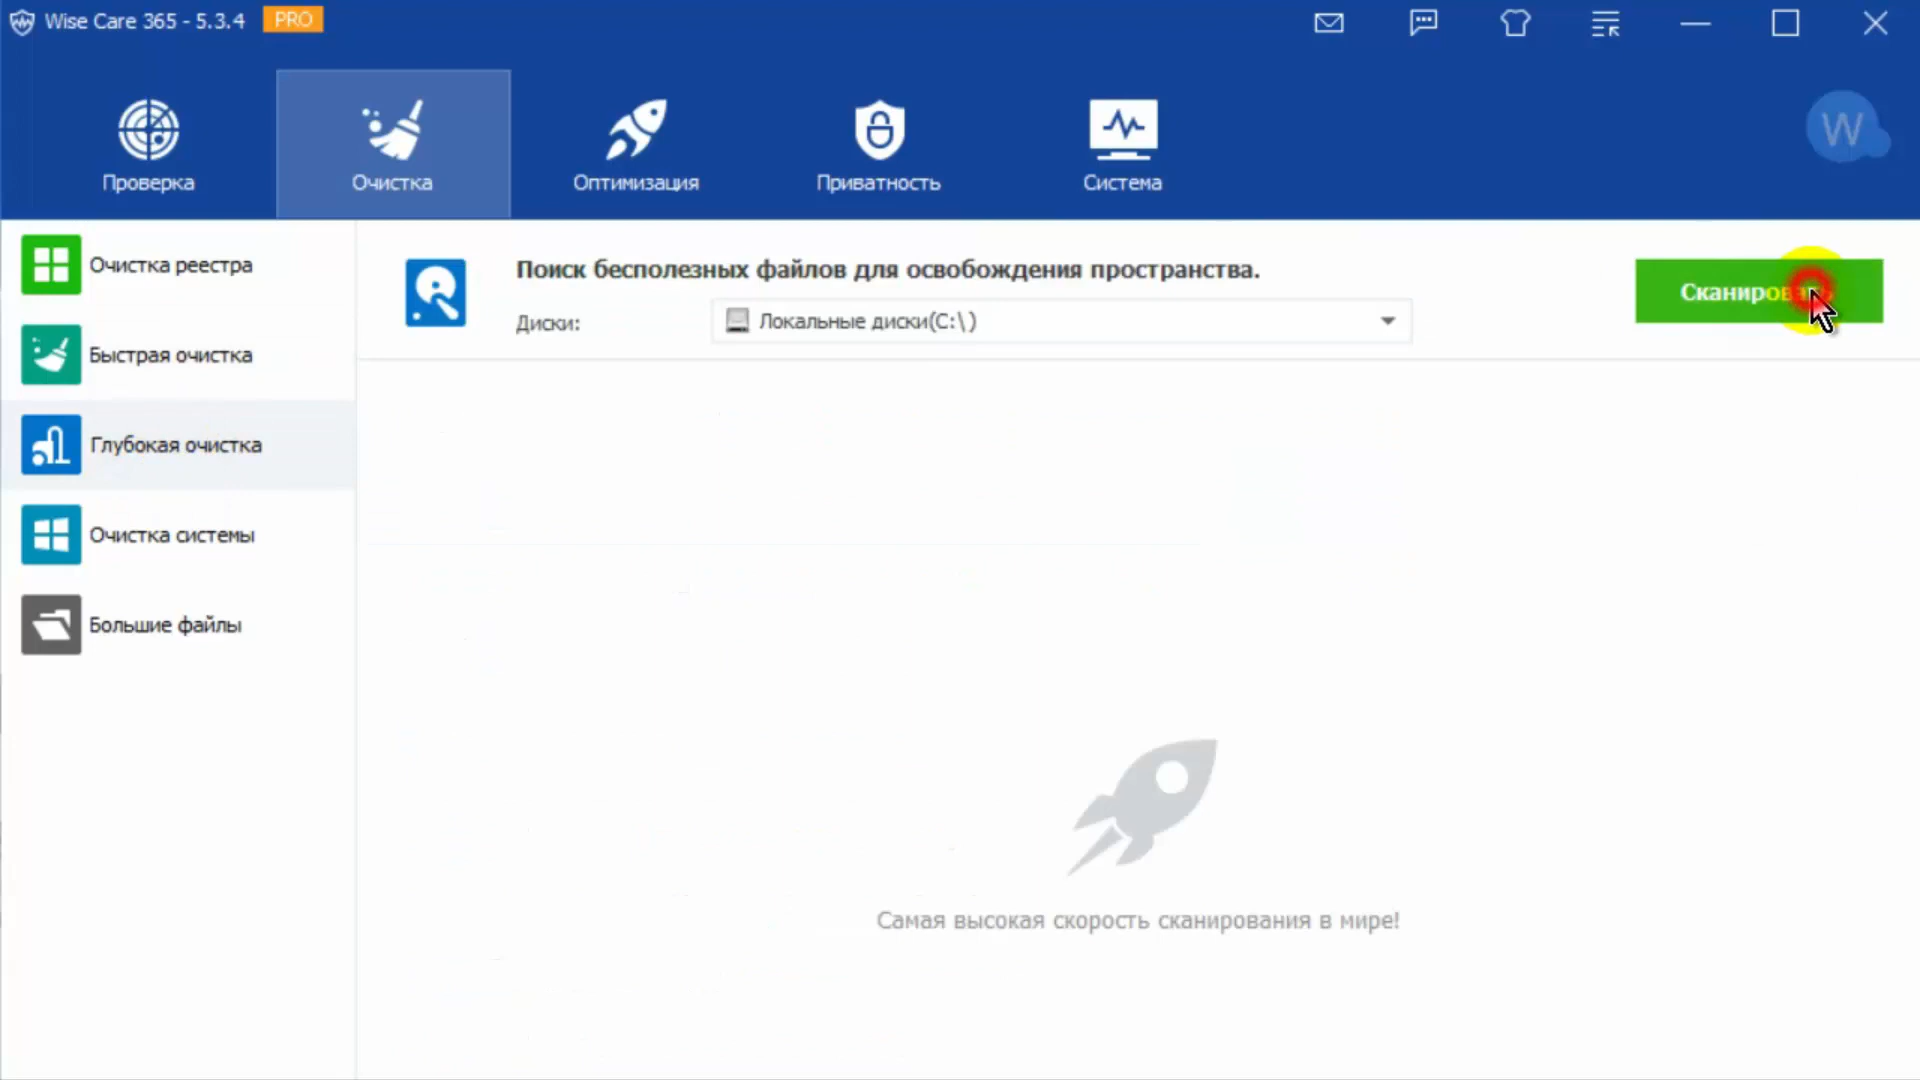 Wise Care 365 - 5.3.4 PRO
Проверка
Очистка
Оптимизация
Приватность
Система
W
Очистка реестра
Быстрая очистка
Глубокая очистка
Очистка системы
Большие файлы
Поиск бесполезных файлов для освобождения пространства.
Диски:
Локальные диски(C:\)
Сканировать
Самая высокая скорость сканирования в мире!